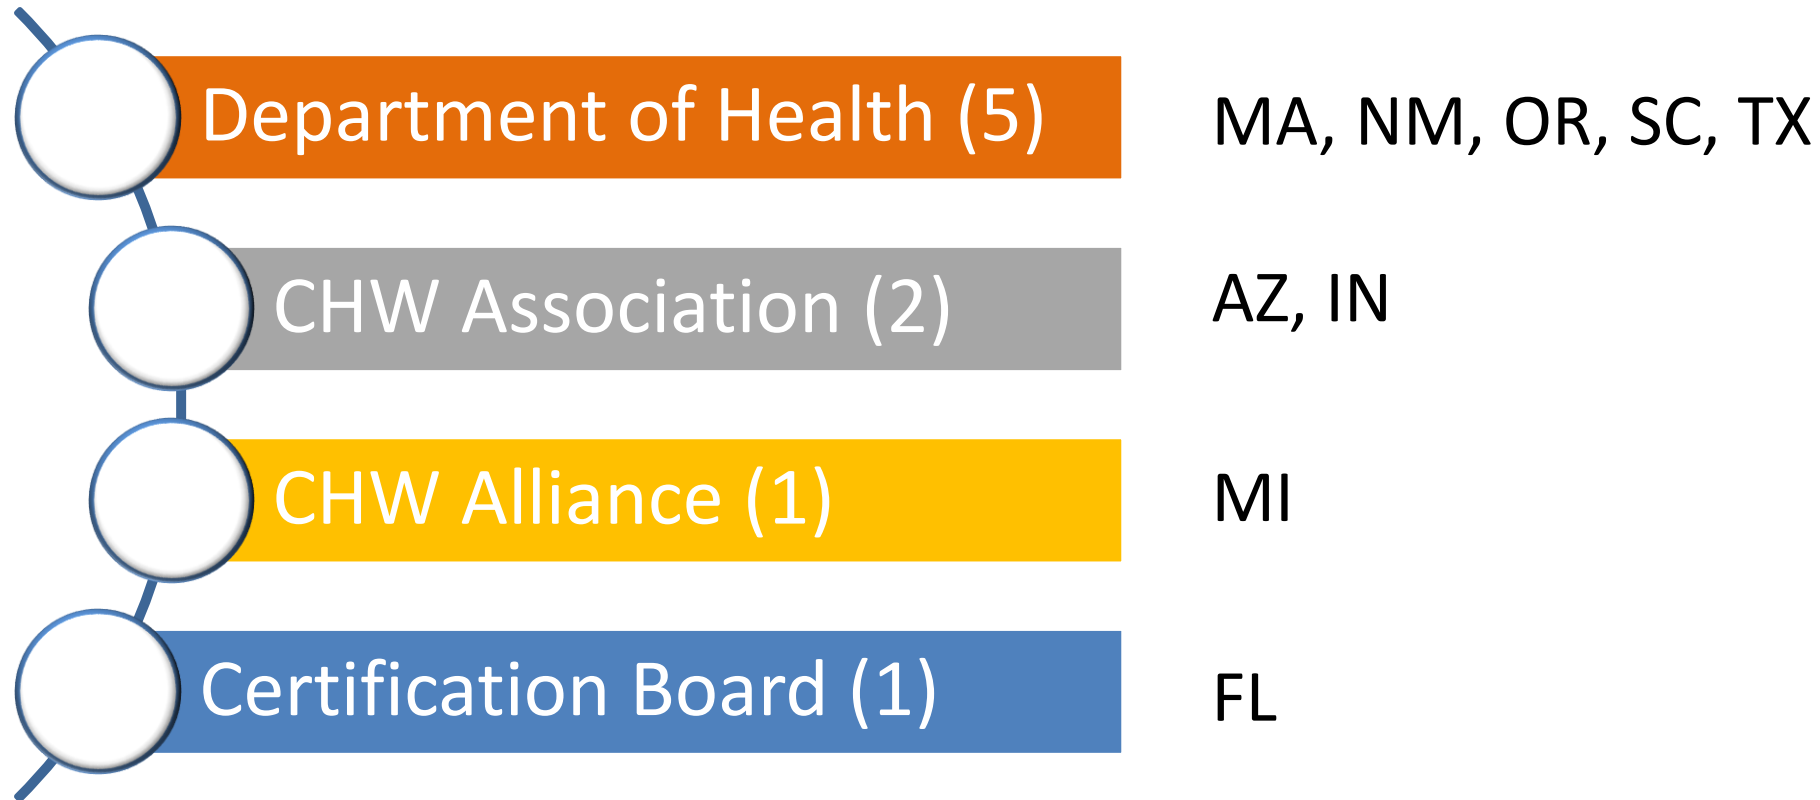 Department of Health (5) MA, NM, OR, SC, TX
CHW Association (2) AZ, IN
CHW Alliance (1) MI
Certification Board (1) FL